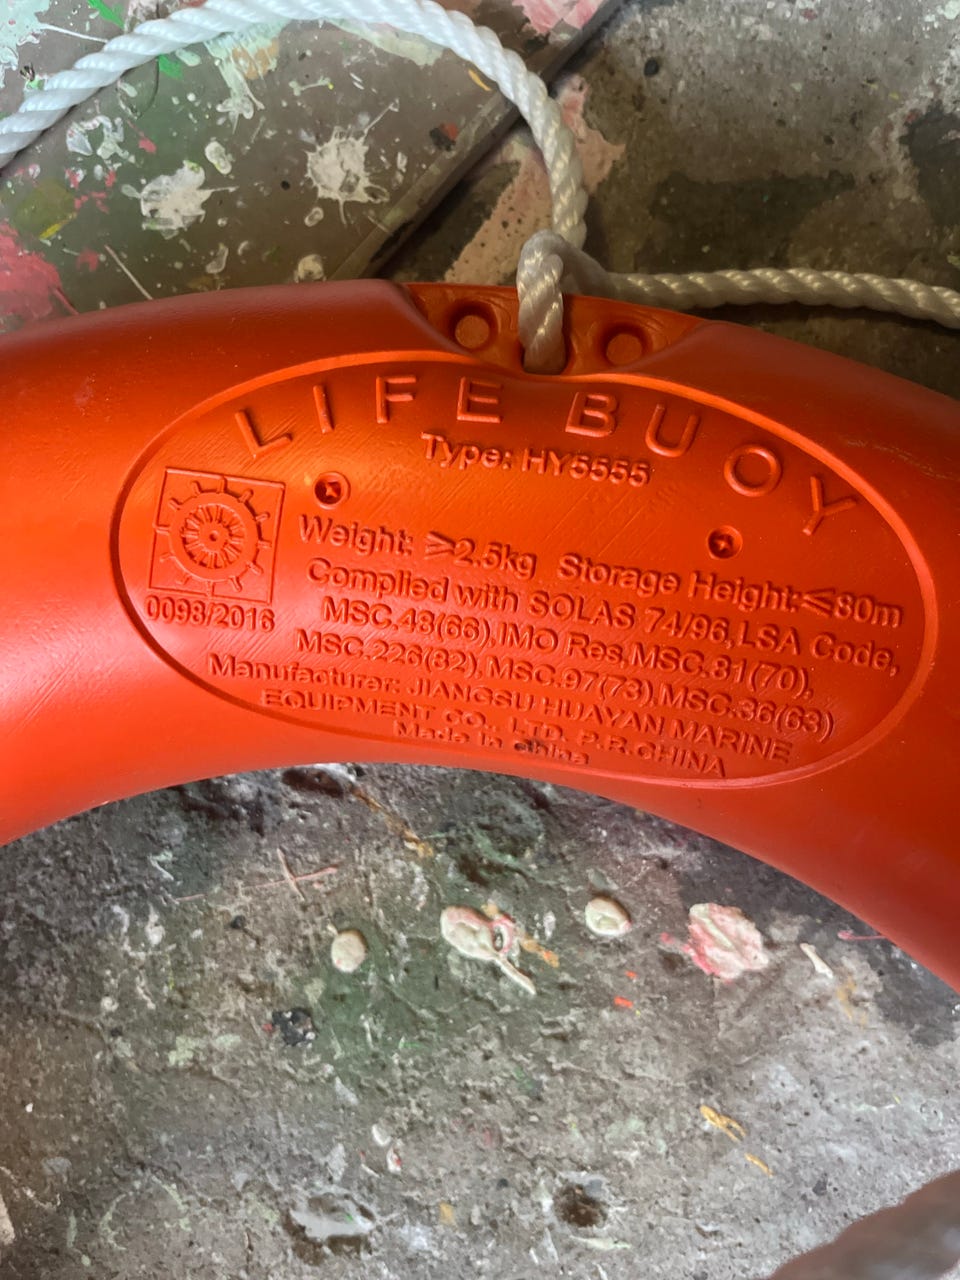 LIFE BUOY
Type: HY5555
Weight: ≥2.5kg Storage Height:≤80m
Complied with SOLAS 74/96, LSA Code,
MSC.48(66), IMO Res, MSC.81(70),
MSC.226(82), MSC.97(73), MSC.36(63)
Manufacturer: JIANGSU HUAYAN MARINE
EQUIPMENT CO., LTD. P.R.CHINA
Made in China
0098/2016